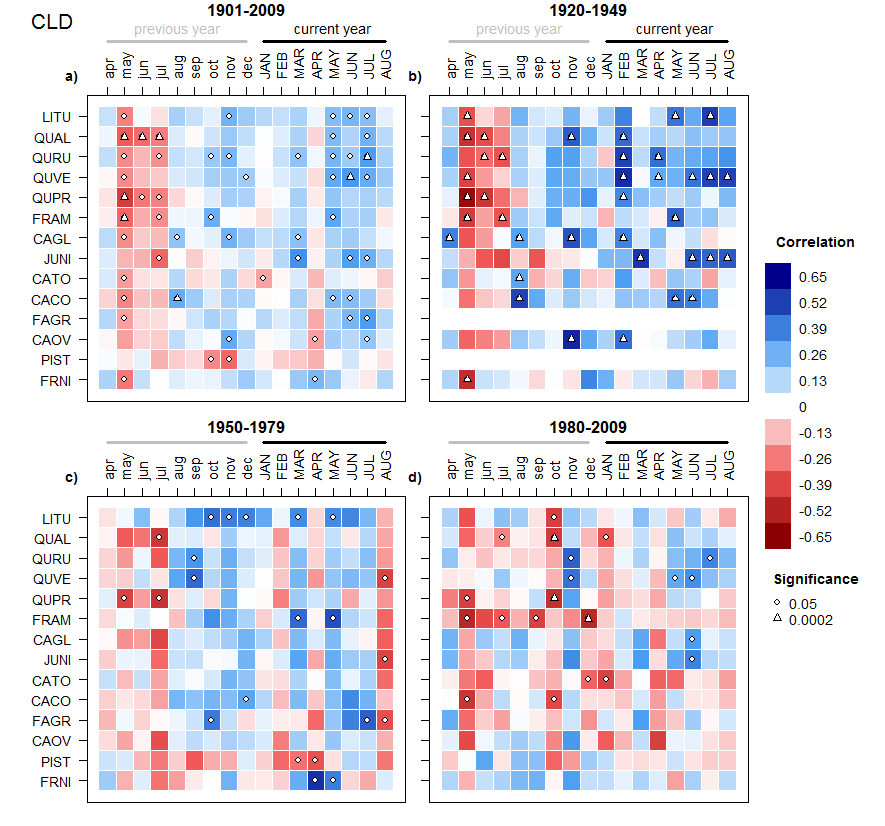 CLD
1901-2009
previous year
current year
a)
apr
may
jun
jul
aug
sep
oct
nov
dec
JAN
FEB
MAR
APR
MAY
JUN
JUL
AUG
LITU
QUAL
QURU
QUVE
QUPR
FRAM
CAGL
JUNI
CATO
CACO
FAGR
CAOV
PIST
FRNI
1920-1949
previous year
current year
b)
apr
may
jun
jul
aug
sep
oct
nov
dec
JAN
FEB
MAR
APR
MAY
JUN
JUL
AUG
1950-1979
c)
apr
may
jun
jul
aug
sep
oct
nov
dec
JAN
FEB
MAR
APR
MAY
JUN
JUL
AUG
LITU
QUAL
QURU
QUVE
QUPR
FRAM
CAGL
JUNI
CATO
CACO
FAGR
CAOV
PIST
FRNI
1980-2009
d)
apr
may
jun
jul
aug
sep
oct
nov
dec
JAN
FEB
MAR
APR
MAY
JUN
JUL
AUG
Correlation
0.65
0.52
0.39
0.26
0.13
0
-0.13
-0.26
-0.39
-0.52
-0.65
Significance
0.05
0.0002